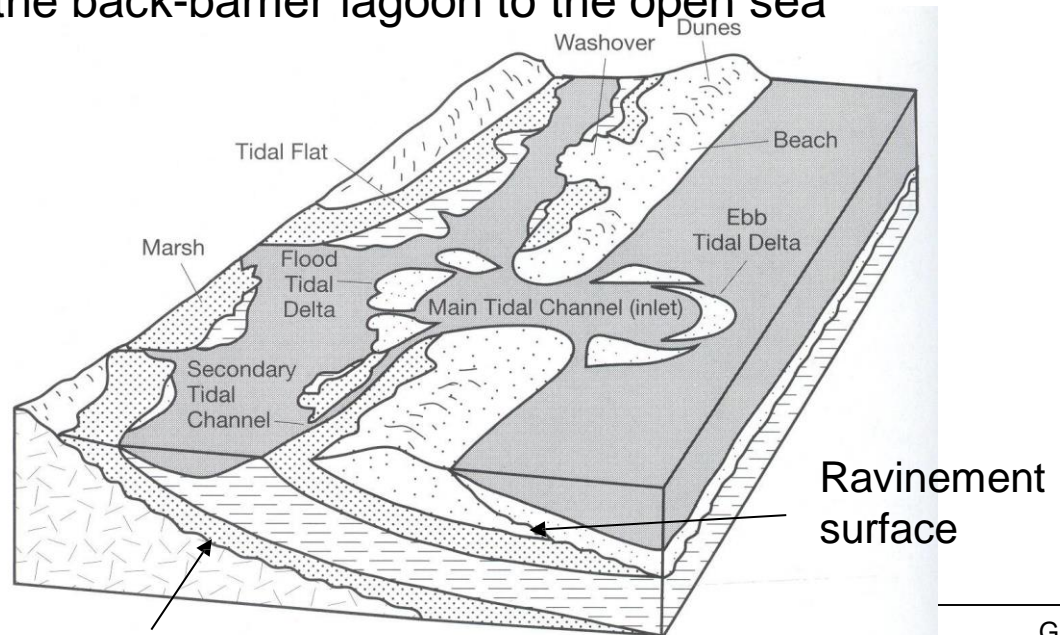 the back-barrier lagoon to the open sea
Dunes
Washover
Beach
Tidal Flat
Ebb
Tidal Delta
Marsh
Flood
Tidal
Delta
Main Tidal Channel (inlet)
Secondary
Tidal
Channel
Ravinement
surface
G